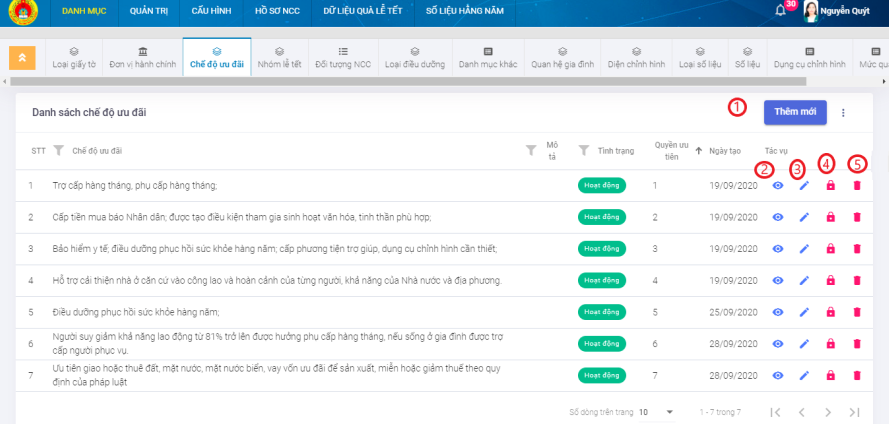 DANH MỤC QUẢN TRỊ CẤU HÌNH HỒ SƠ NCC DỮ LIỆU QUÀ LỄ TẾT SỐ LIỆU HÀNG NĂM 30 Nguyễn Quýt
Loại giấy tờ Đơn vị hành chính Chế độ ưu đãi Nhóm lễ tết Đối tượng NCC Loại điều dưỡng Danh mục khác Quan hệ gia đình Diện chỉnh hình Loại số liệu Số liệu Dụng cụ chỉnh hình Mức qu
Danh sách chế độ ưu đãi 1 Thêm mới
STT Chế độ ưu đãi Mô tả Tình trạng Quyền ưu tiên Ngày tạo Tác vụ
2 3 4 5
1 Trợ cấp hàng tháng, phụ cấp hàng tháng; Hoạt động 1 19/09/2020
2 Cấp tiền mua báo Nhân dân; được tạo điều kiện tham gia sinh hoạt văn hóa, tinh thần phù hợp; Hoạt động 2 19/09/2020
3 Bảo hiểm y tế; điều dưỡng phục hồi sức khỏe hàng năm; cấp phương tiện trợ giúp, dụng cụ chỉnh hình cần thiết; Hoạt động 3 19/09/2020
4 Hỗ trợ cải thiện nhà ở căn cứ vào công lao và hoàn cảnh của từng người, khả năng của Nhà nước và địa phương. Hoạt động 4 19/09/2020
5 Điều dưỡng phục hồi sức khỏe hàng năm; Hoạt động 5 25/09/2020
6 Người suy giảm khả năng lao động từ 81% trở lên được hưởng phụ cấp hàng tháng, nếu sống ở gia đình được trợ Hoạt động 6 28/09/2020
cấp người phục vụ.
7 Ưu tiên giao hoặc thuê đất, mặt nước, mặt nước biển, vay vốn ưu đãi để sản xuất, miễn hoặc giảm thuế theo quy Hoạt động 7 28/09/2020
định của pháp luật
Số dòng trên trang 10 1 - 7 trong 7